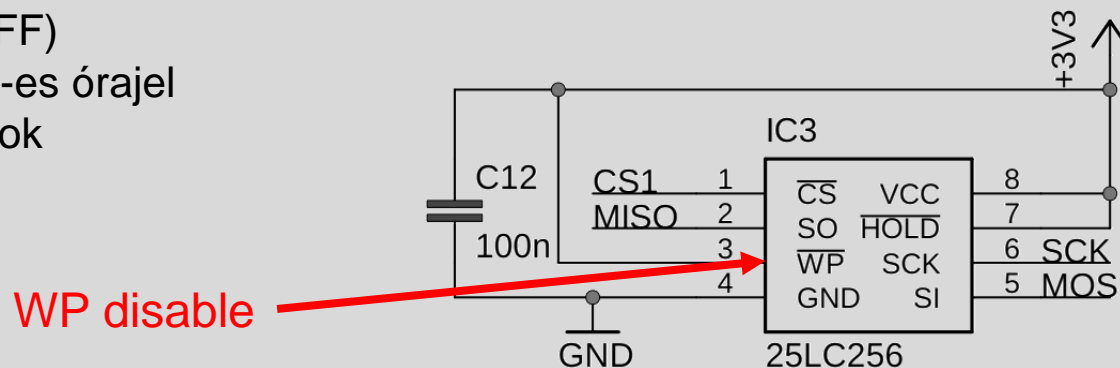 FF)
-es órajel
ok
+3V3
IC3
C12
100n
CS1 1 CS VCC 8
MISO 2 SO HOLD 7
3 WP SCK 6 SCK
4 GND SI 5 MOS
WP disable
GND
25LC256